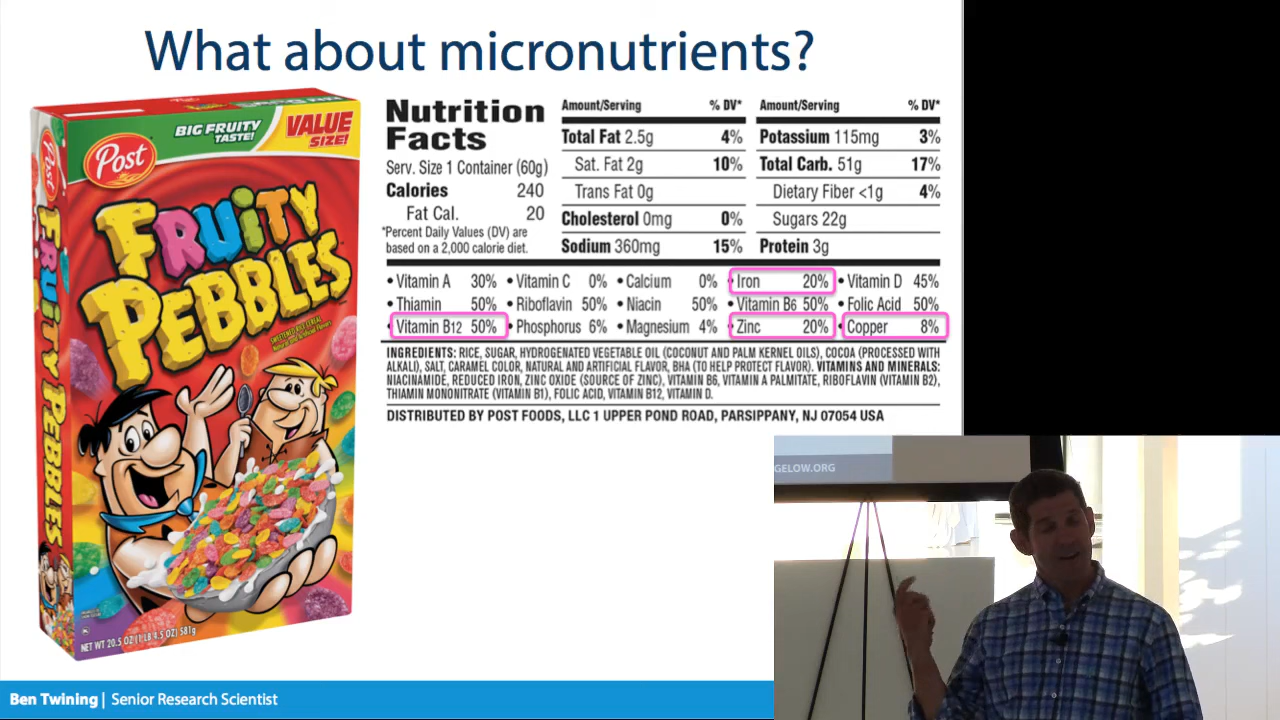 What about micronutrients?
BIG FRUITY
TASTE!
VALUE
SIZE!
Post
FRUITY
PEBBLES
FRUITY PEBBLES
SWEETENED RICE CEREAL
Natural and Artificial Flavors
NET WT 20.5 OZ (1 LB 4.5 OZ) 581g
Nutrition
Facts
Serv. Size 1 Container (60g)
Calories 240
Fat Cal. 20
*Percent Daily Values (DV) are
based on a 2,000 calorie diet.
Amount/Serving % DV*
Total Fat 2.5g 4%
Sat. Fat 2g 10%
Trans Fat 0g
Cholesterol 0mg 0%
Sodium 360mg 15%
Amount/Serving % DV*
Potassium 115mg 3%
Total Carb. 51g 17%
Dietary Fiber <1g 4%
Sugars 22g
Protein 3g
• Vitamin A 30% • Vitamin C 0% • Calcium 0% • Iron 20% • Vitamin D 45%
• Thiamin 50% • Riboflavin 50% • Niacin 50% • Vitamin B6 50% • Folic Acid 50%
• Vitamin B12 50% • Phosphorus 6% • Magnesium 4% • Zinc 20% • Copper 8%
INGREDIENTS: RICE, SUGAR, HYDROGENATED VEGETABLE OIL (COCONUT AND PALM KERNEL OILS), COCOA (PROCESSED WITH
ALKALI), SALT, CARAMEL COLOR, NATURAL AND ARTIFICIAL FLAVOR, BHA (TO HELP PROTECT FLAVOR). VITAMINS AND MINERALS:
NIACINAMIDE, REDUCED IRON, ZINC OXIDE (SOURCE OF ZINC), VITAMIN B6, VITAMIN A PALMITATE, RIBOFLAVIN (VITAMIN B2),
THIAMIN MONONITRATE (VITAMIN B1), FOLIC ACID, VITAMIN B12, VITAMIN D.
DISTRIBUTED BY POST FOODS, LLC 1 UPPER POND ROAD, PARSIPPANY, NJ 07054 USA
GELOW.ORG
Ben Twining | Senior Research Scientist